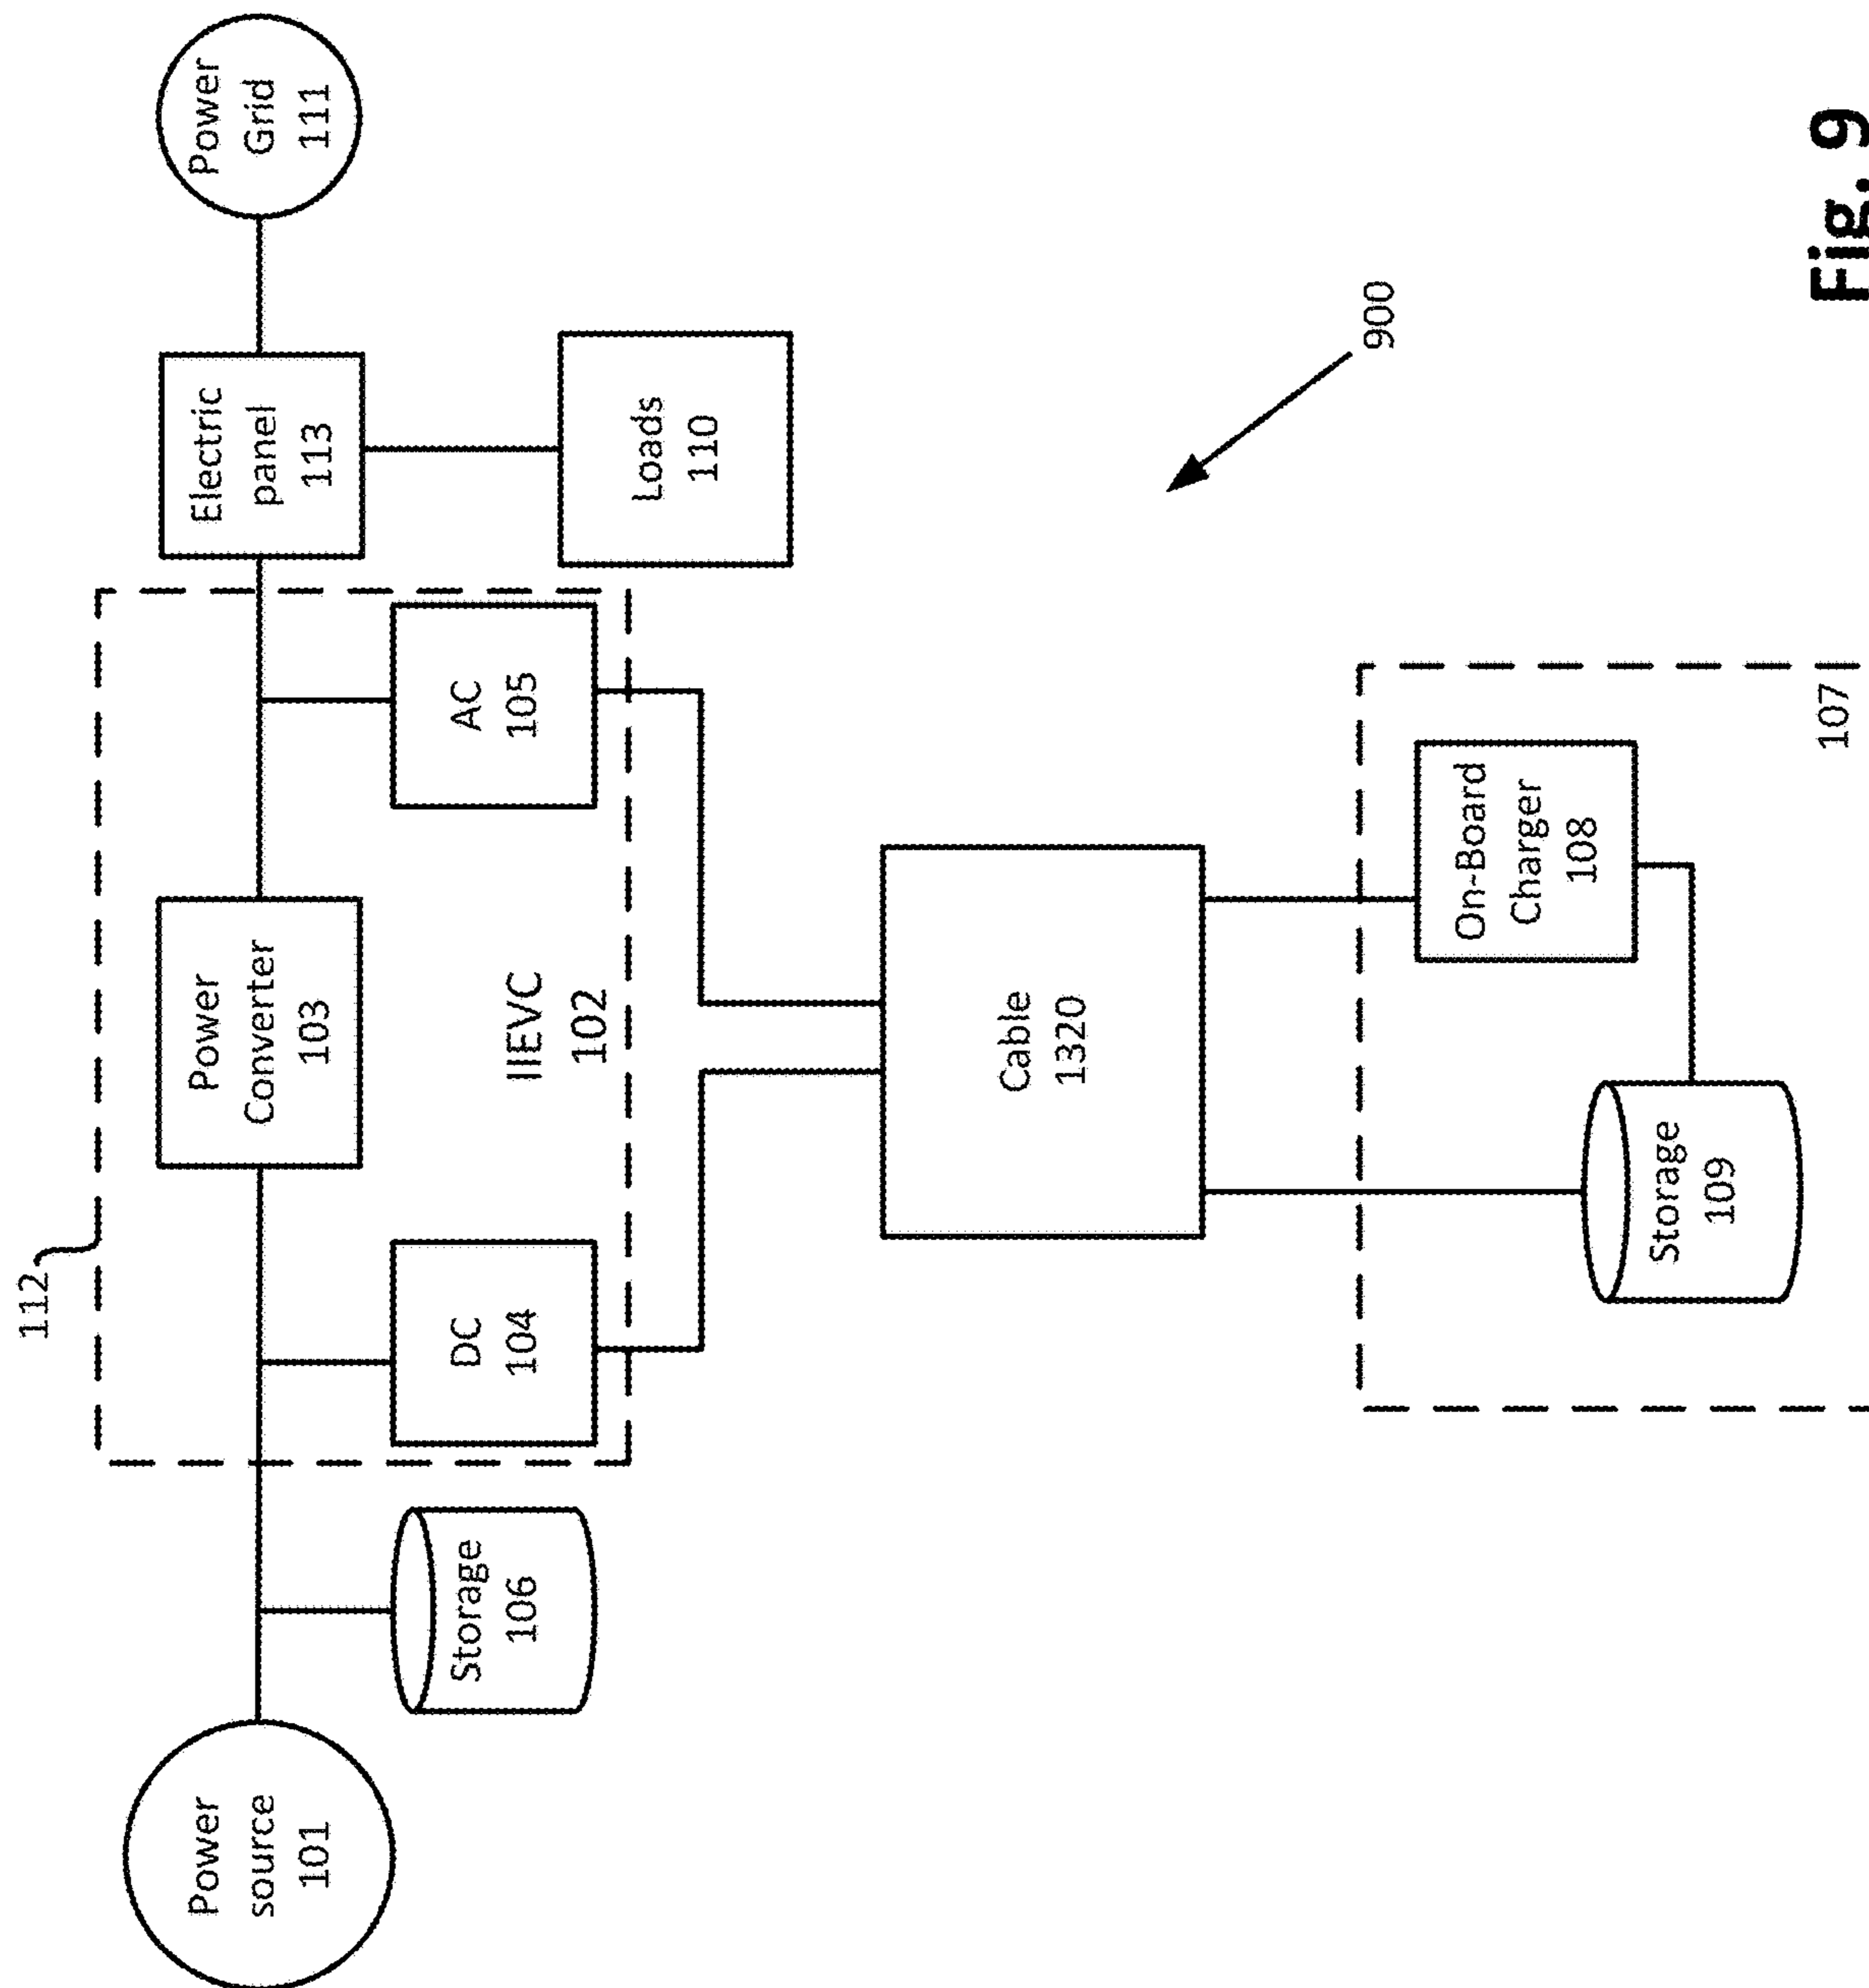 112
Power
source
101
Storage
106
DC
104
Power
Converter
103
IIEVC
102
AC
105
Electric
panel
113
Power
Grid
111
Loads
110
Cable
1320
900
Storage
109
On-Board
Charger
108
107
Fig. 9